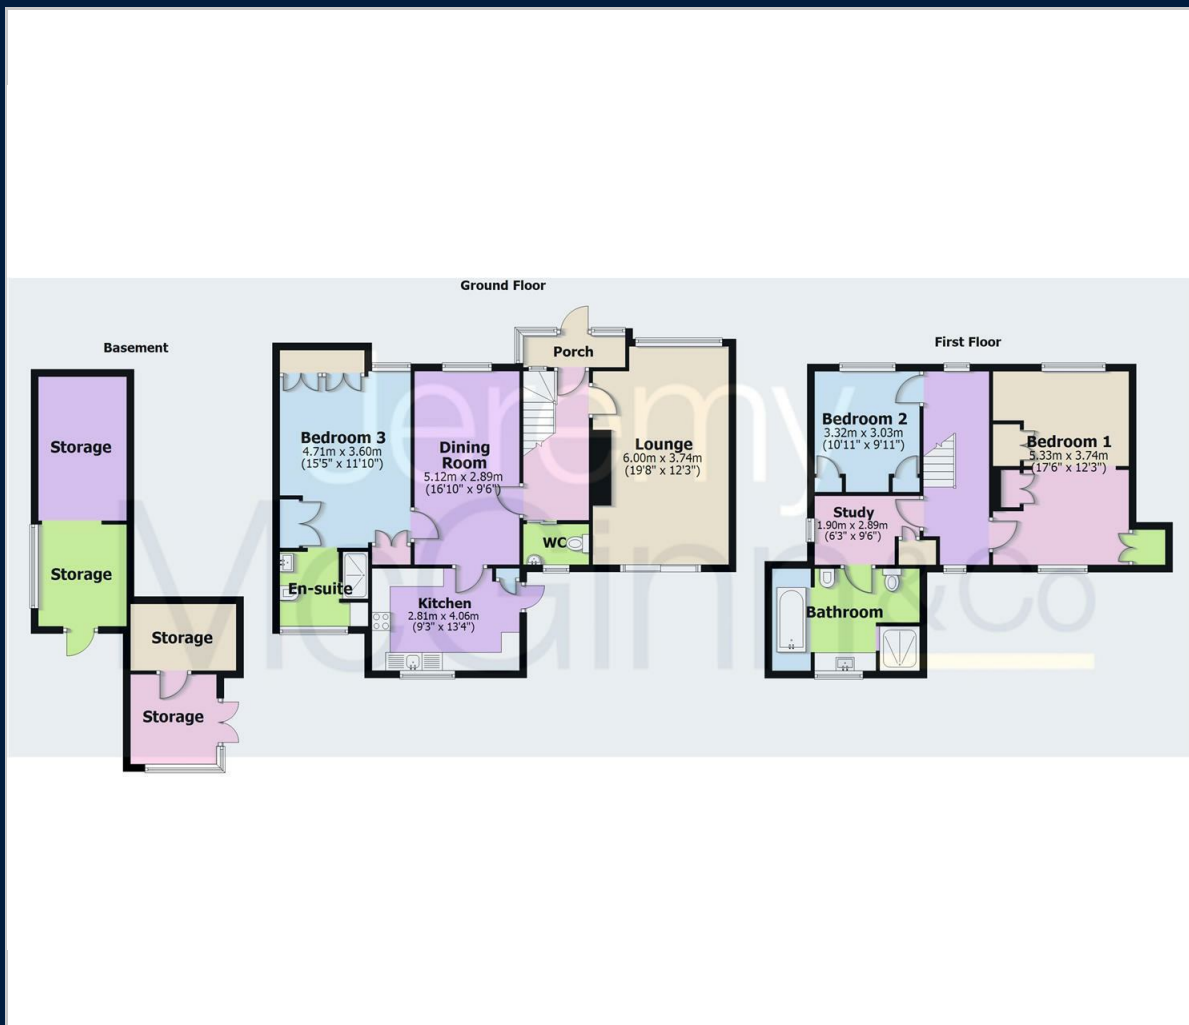 Ground Floor
Basement
First Floor
Porch
Storage
Bedroom 3
4.71m x 3.60m
(15'5" x 11'10")
Dining
Room
5.12m x 2.89m
(16'10" x 9'6")
Lounge
6.00m x 3.74m
(19'8" x 12'3")
Bedroom 2
3.32m x 3.03m
(10'11" x 9'11")
Bedroom 1
5.33m x 3.74m
(17'6" x 12'3")
Study
1.90m x 2.89m
(6'3" x 9'6")
WC
Storage
En-suite
Kitchen
2.81m x 4.06m
(9'3" x 13'4")
Bathroom
Storage
Storage
Jeremy
McGinn & Co